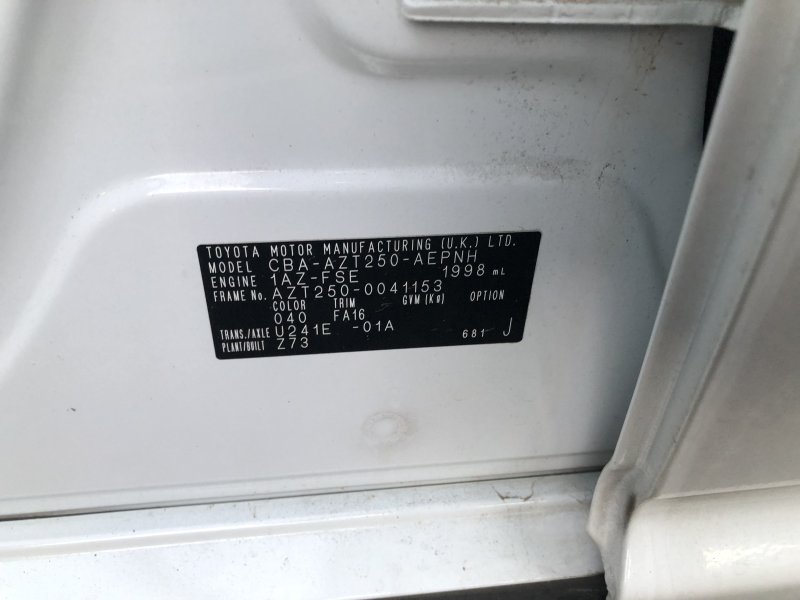 TOYOTA MOTOR MANUFACTURING (U.K.) LTD.
MODEL CBA-AZT250-AEPNH
ENGINE 1AZ-FSE 1998 mL
FRAME No. AZT250-0041153
COLOR TRIM GVM (Kg) OPTION
040 FA16
TRANS./AXLE U241E -01A
PLANT/BUILT Z73 681 J